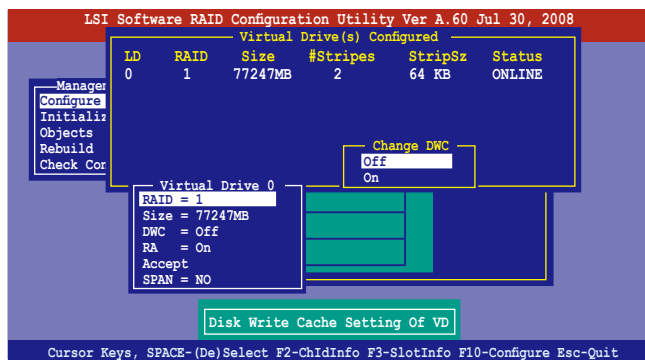 LSI Software RAID Configuration Utility Ver A.60 Jul 30, 2008
Virtual Drive(s) Configured
LD RAID Size #Stripes StripSz Status
0 1 77247MB 2 64 KB ONLINE
Managem
Configure
Initializ
Objects
Rebuild
Check Con
Change DWC
Off
On
Virtual Drive 0
RAID = 1
Size = 77247MB
DWC = Off
RA = On
Accept
SPAN = NO
Disk Write Cache Setting Of VD
Cursor Keys, SPACE-(De)Select F2-ChIdInfo F3-SlotInfo F10-Configure Esc-Quit